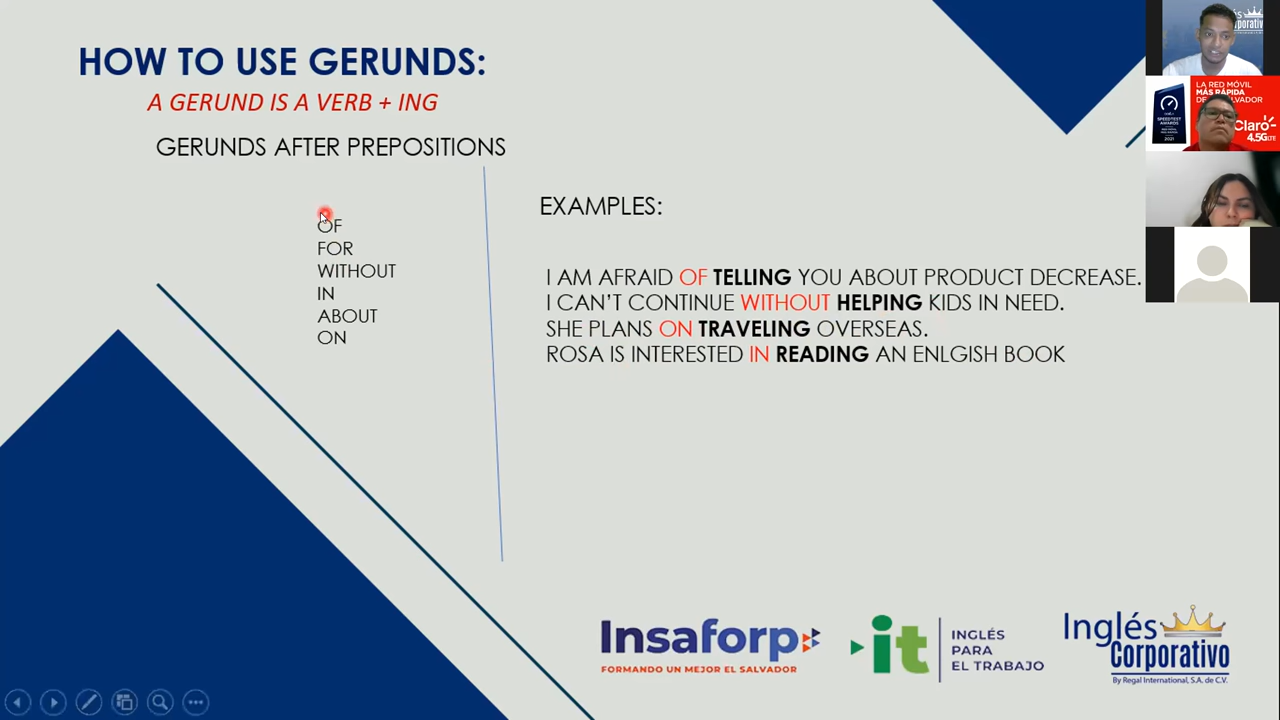 HOW TO USE GERUNDS:
A GERUND IS A VERB + ING
GERUNDS AFTER PREPOSITIONS
OF
FOR
WITHOUT
IN
ABOUT
ON
EXAMPLES:
I AM AFRAID OF TELLING YOU ABOUT PRODUCT DECREASE.
I CAN'T CONTINUE WITHOUT HELPING KIDS IN NEED.
SHE PLANS ON TRAVELING OVERSEAS.
ROSA IS INTERESTED IN READING AN ENLGISH BOOK
Insaforp
FORMANDO UN MEJOR EL SALVADOR
it
INGLÉS
PARA
EL TRABAJO
Inglés
Corporativo
By Regal International, S.A. de C.V.
LA RED MÓVIL
MÁS RÁPIDA
Claro
4.5G LTE
2021